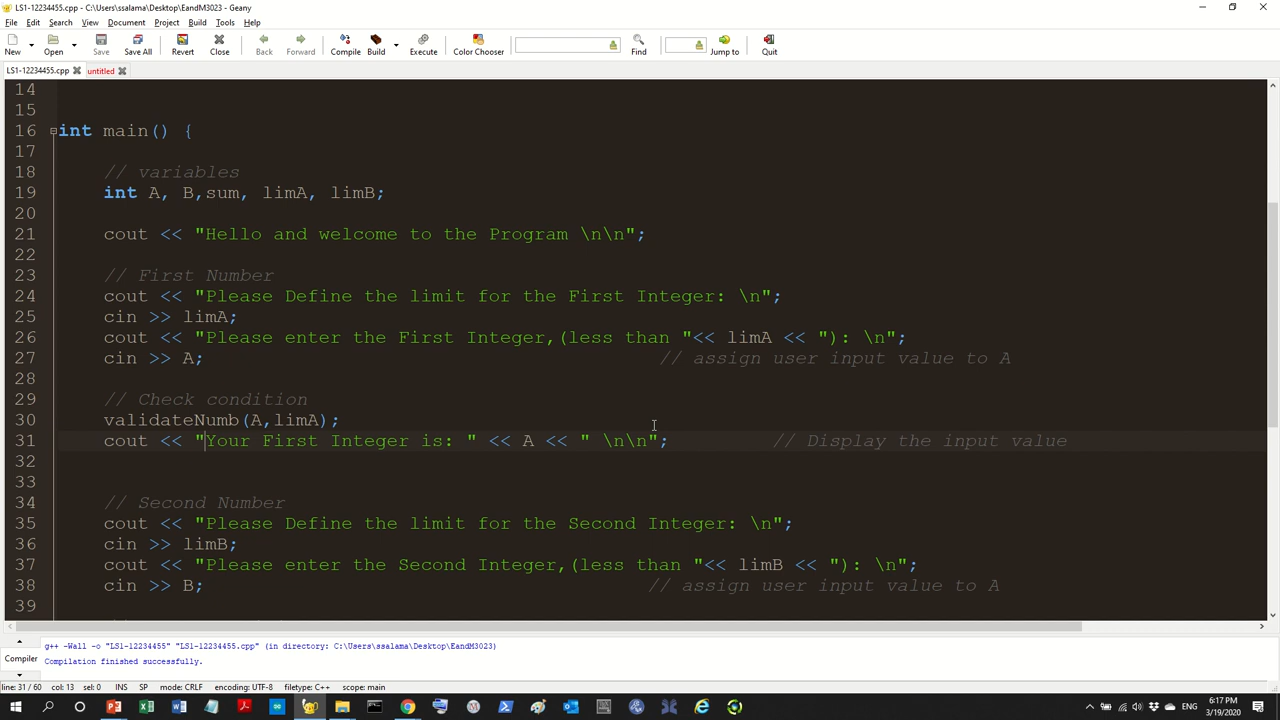 LS1-12234455.cpp - C:\Users\ssalama\Desktop\EandM3023 - Geany
File Edit Search View Document Project Build Tools Help
New Open Save Save All Revert Close Back Forward Compile Build Execute Color Chooser Find Jump to Quit
LS1-12234455.cpp untitled
14
15
16 int main() {
17
18 // variables
19 int A, B,sum, limA, limB;
20
21 cout << "Hello and welcome to the Program \n\n";
22
23 // First Number
24 cout << "Please Define the limit for the First Integer: \n";
25 cin >> limA;
26 cout << "Please enter the First Integer,(less than "<< limA << "): \n";
27 cin >> A; // assign user input value to A
28
29 // Check condition
30 validateNumb(A,limA);
31 cout << "Your First Integer is: " << A << " \n\n"; // Display the input value
32
33
34 // Second Number
35 cout << "Please Define the limit for the Second Integer: \n";
36 cin >> limB;
37 cout << "Please enter the Second Integer,(less than "<< limB << "): \n";
38 cin >> B; // assign user input value to A
39
g++ -Wall -o "LS1-12234455" "LS1-12234455.cpp" (in directory: C:\Users\ssalama\Desktop\EandM3023)
Compiler
Compilation finished successfully.
line: 31 / 60 col: 13 sel: 0 INS SP mode: CRLF encoding: UTF-8 filetype: C++ scope: main
ENG
6:17 PM
3/19/2020